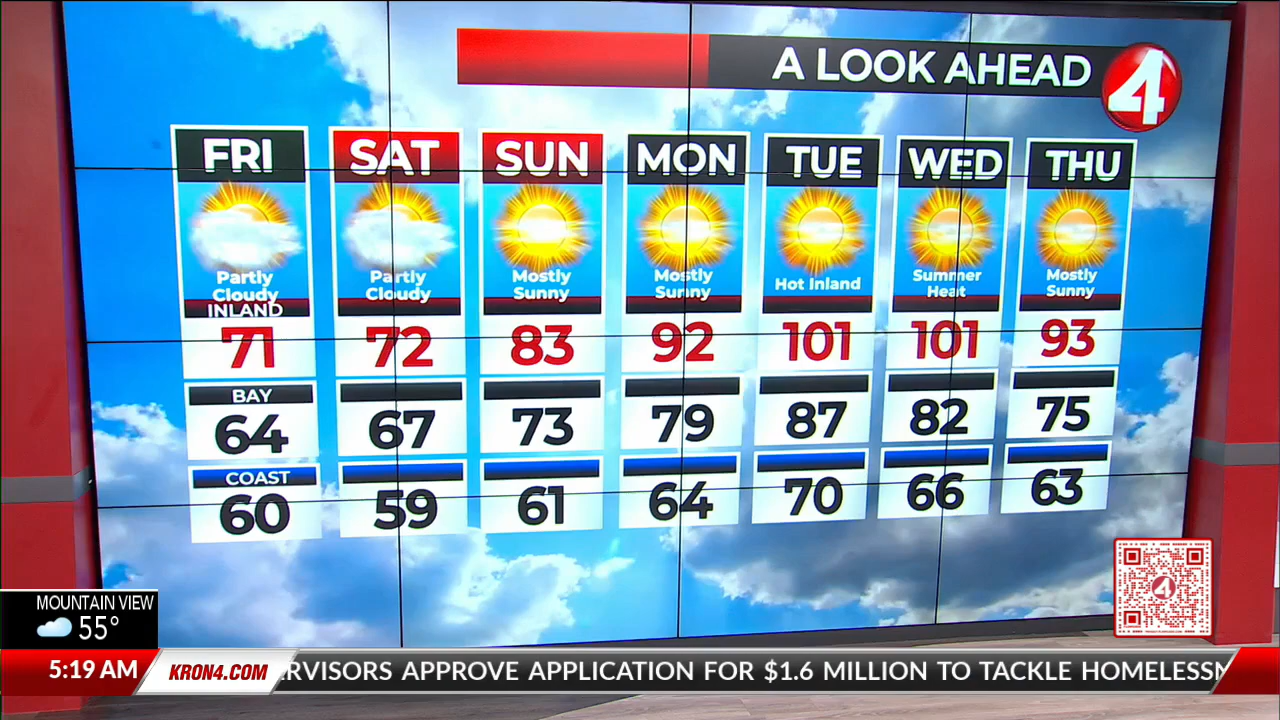 A LOOK AHEAD
4
FRI SAT SUN MON TUE WED THU
Partly Cloudy Partly Cloudy Mostly Sunny Mostly Sunny Hot Inland Summer Heat Mostly Sunny
INLAND
71 72 83 92 101 101 93
BAY
64 67 73 79 87 82 75
COAST
60 59 61 64 70 66 63
4
MOUNTAIN VIEW
55°
5:19 AM KRON4.COM APPROVE APPLICATION FOR $1.6 MILLION TO TACKLE